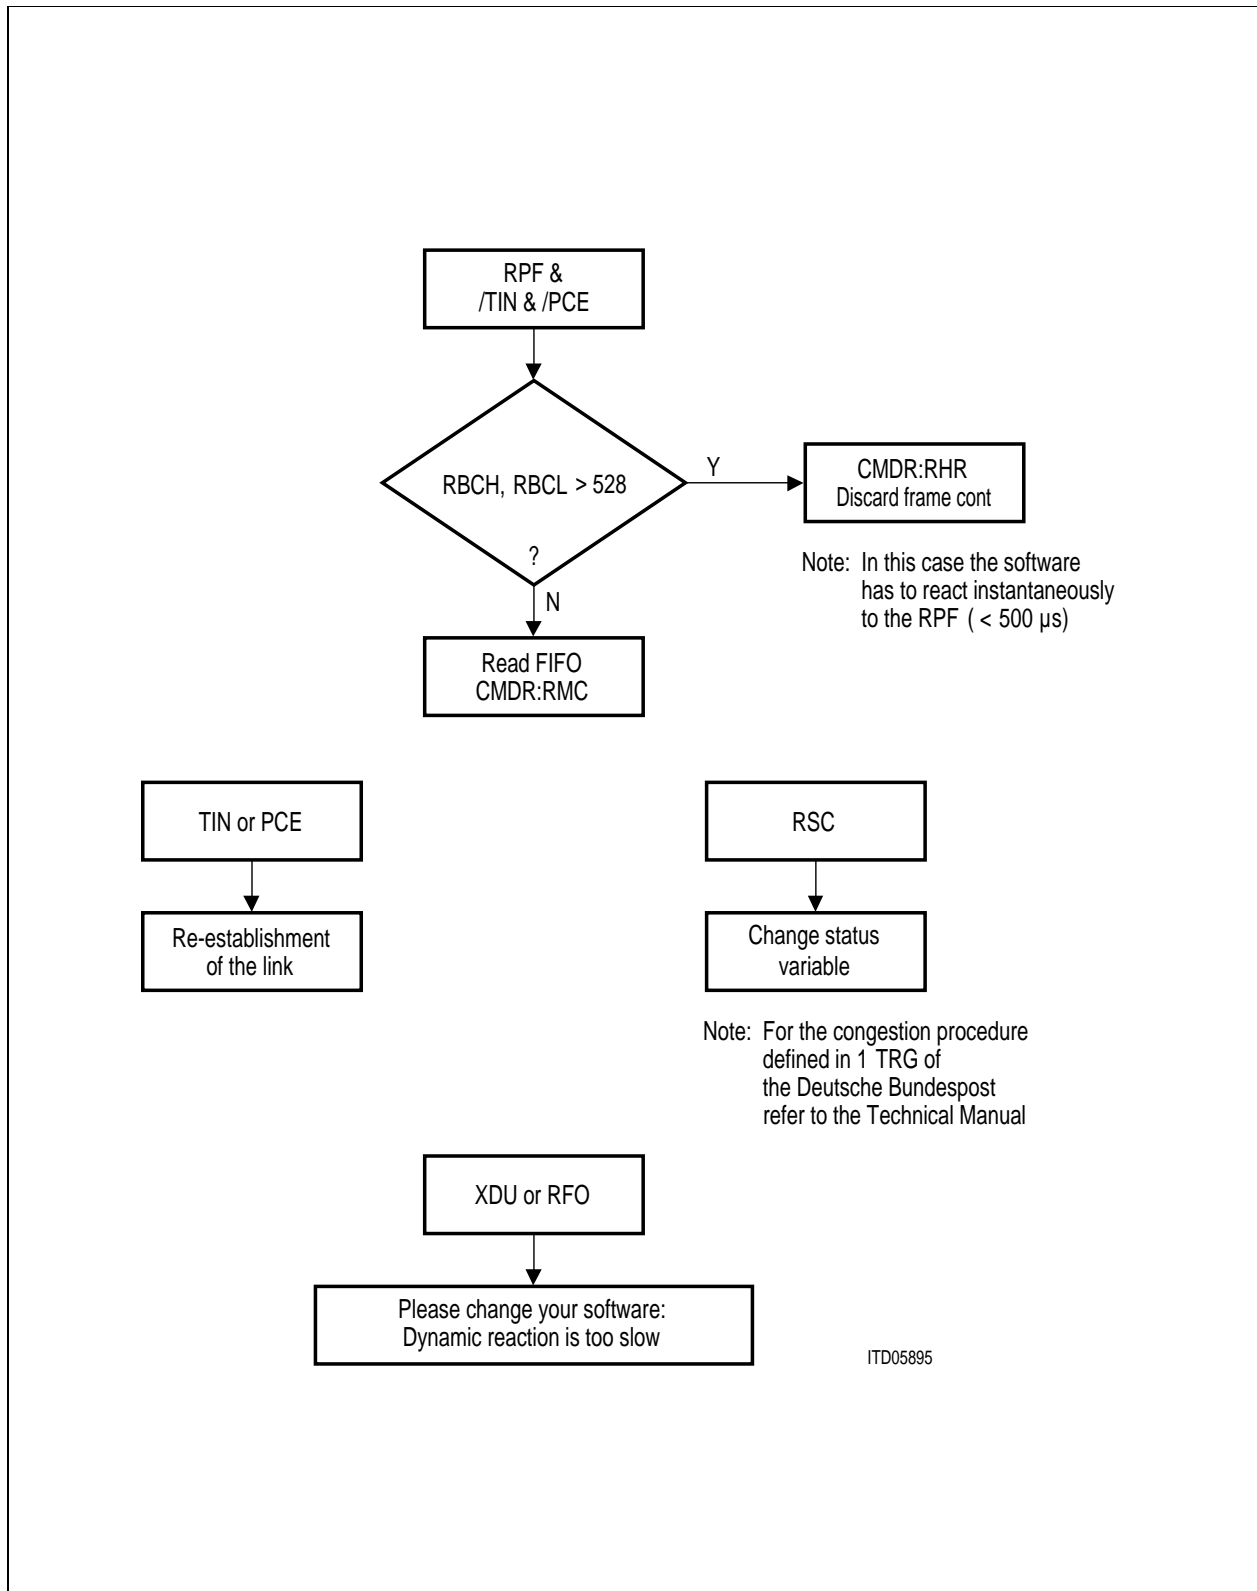 RPF &
/TIN & /PCE
RBCH, RBCL > 528
?
Y
CMDR:RHR
Discard frame cont
Note: In this case the software
has to react instantaneously
to the RPF ( < 500 µs)
N
Read FIFO
CMDR:RMC
TIN or PCE
Re-establishment
of the link
RSC
Change status
variable
Note: For the congestion procedure
defined in 1 TRG of
the Deutsche Bundespost
refer to the Technical Manual
XDU or RFO
Please change your software:
Dynamic reaction is too slow
ITD05895